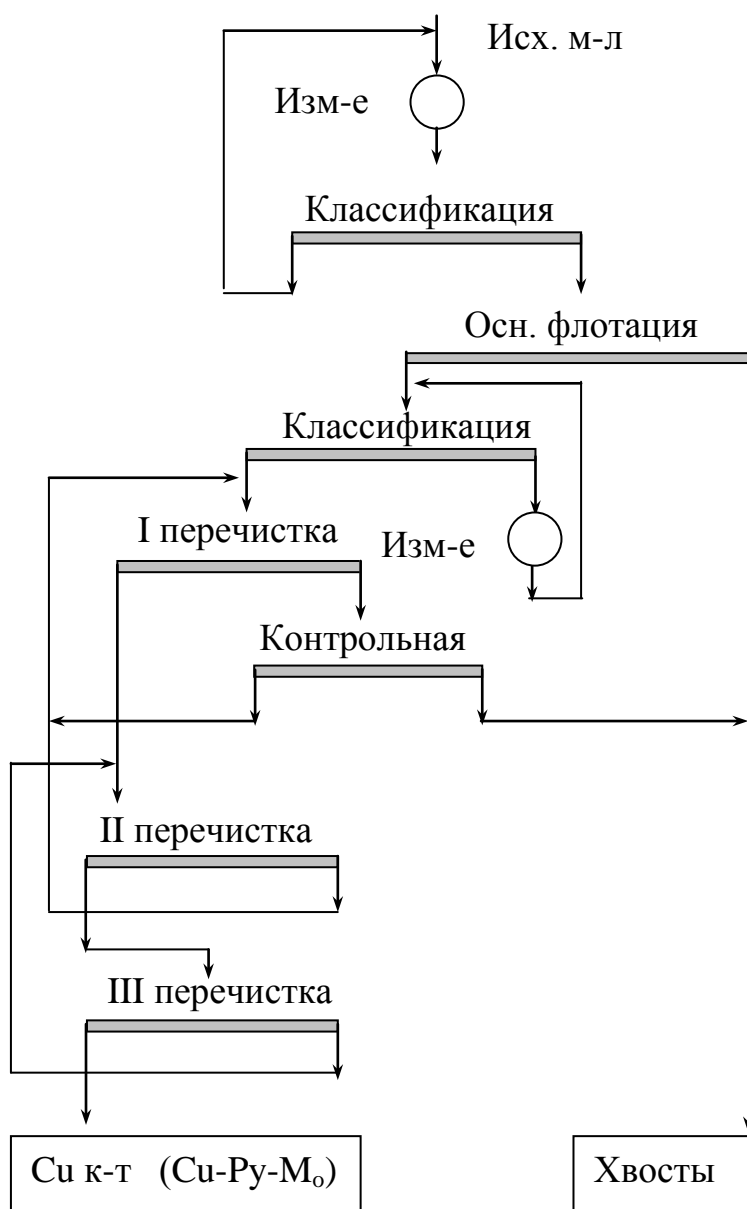 Исх. м-л
Изм-е
Классификация
Осн. флотация
Классификация
I перечистка
Изм-е
Контрольная
II перечистка
III перечистка
Cu к-т (Cu-Py-Mo)
Хвосты